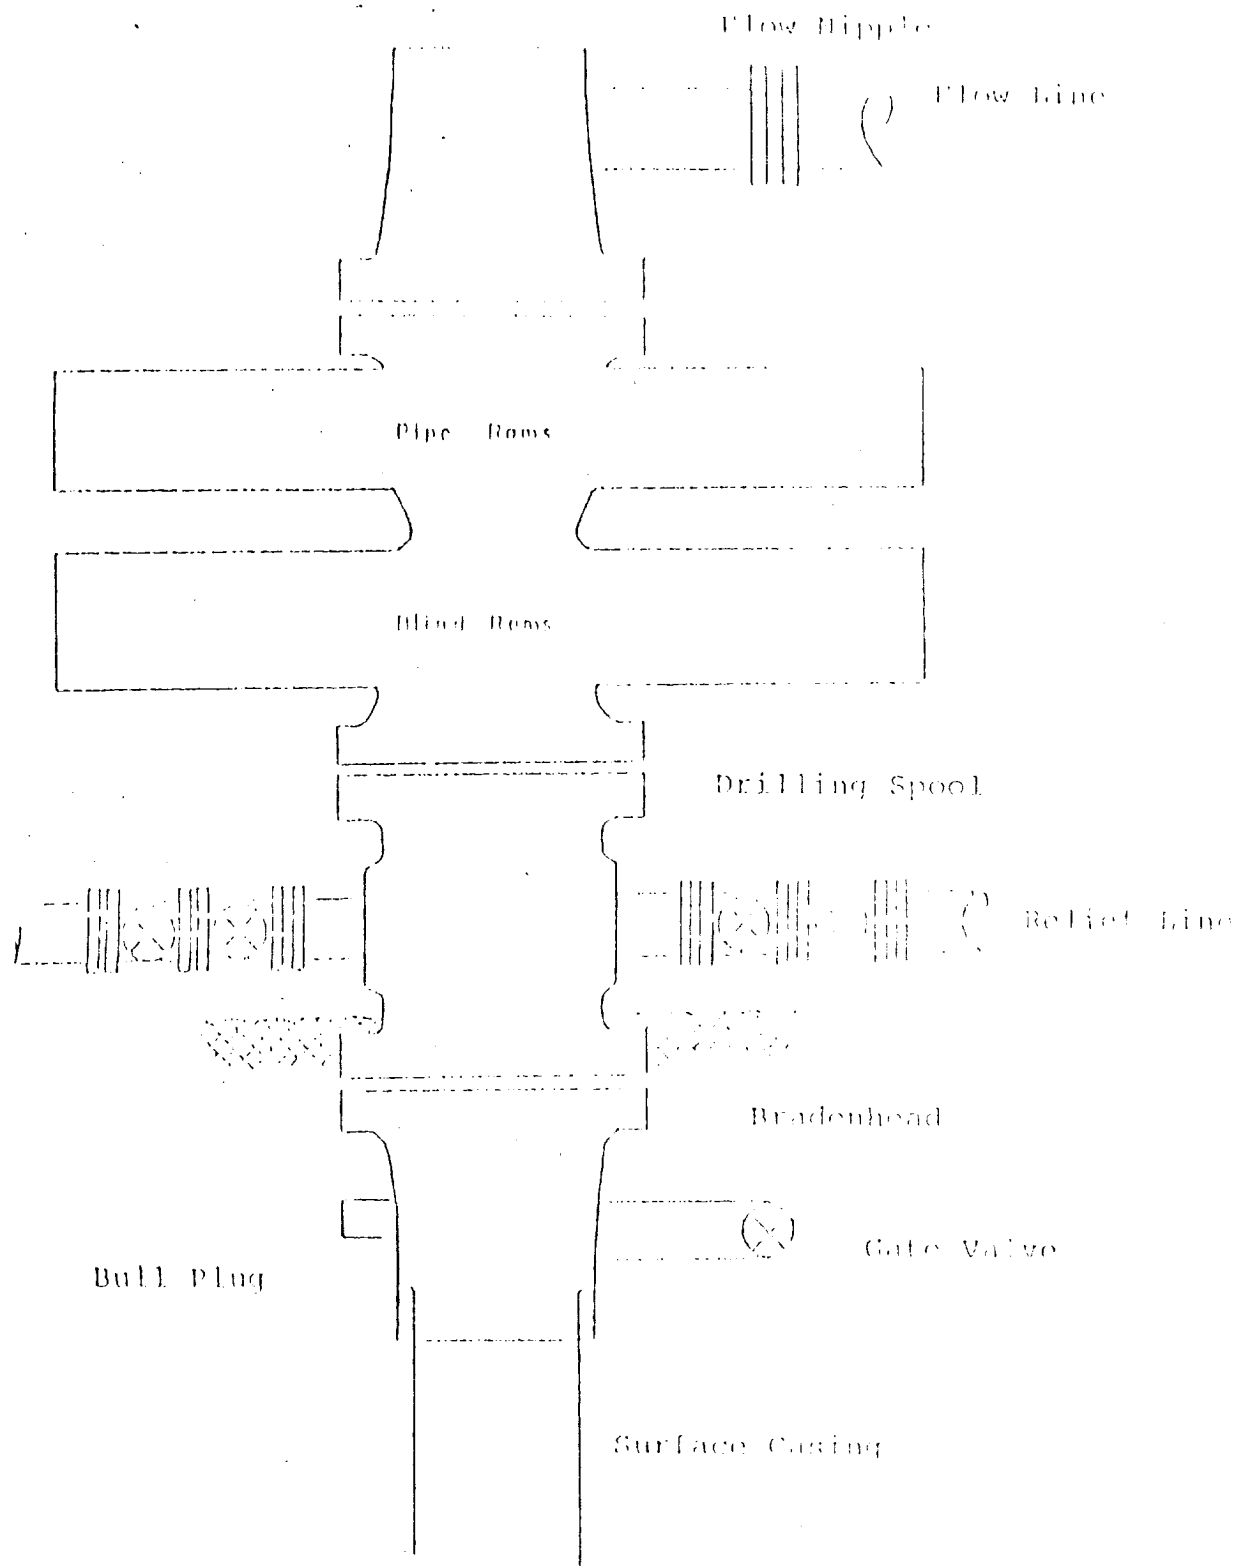 Flow Nipple
Flow Line
Pipe Rams
Blind Rams
Drilling Spool
Relief Line
Bradenhead
Gate Valve
Bull Plug
Surface Casing